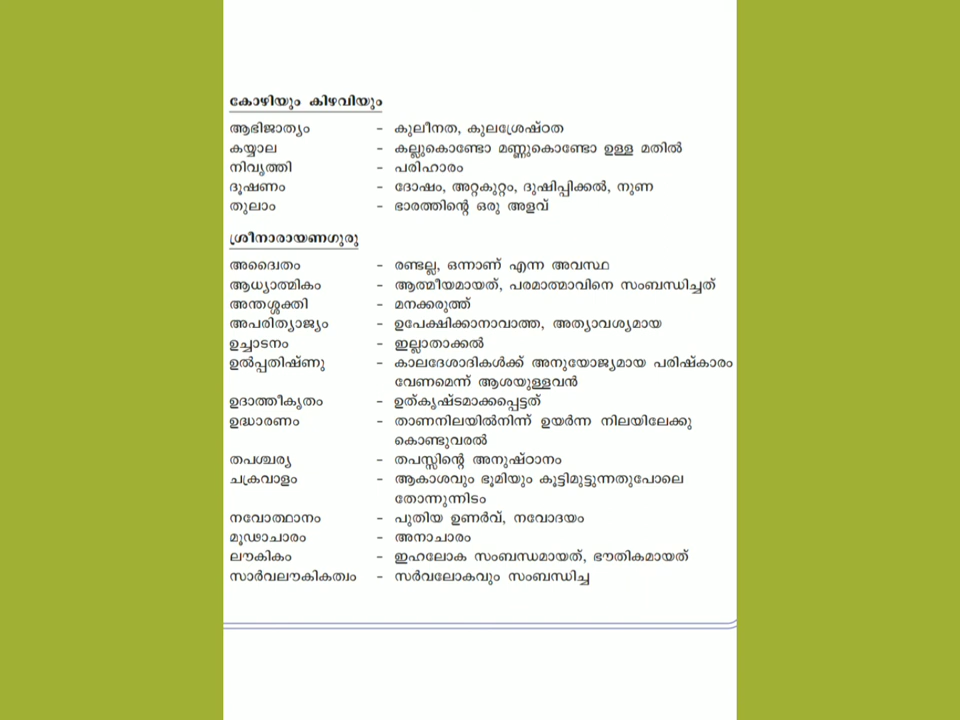 കോഴിയും കിഴവിയും
ആഭിജാത്യം – കുലീനത, കുലശ്രേഷ്ഠത
കയ്യാല – കല്ലുകൊണ്ടോ മണ്ണുകൊണ്ടോ ഉള്ള മതിൽ
നിവൃത്തി – പരിഹാരം
ദൂഷണം – ദോഷം, അറ്റകുറ്റം, ദുഷിപ്പിക്കൽ, നുണ
തുലാം – ഭാരത്തിന്റെ ഒരു അളവ്
ശ്രീനാരായണഗുരു
അദ്വൈതം – രണ്ടല്ല, ഒന്നാണ് എന്ന അവസ്ഥ
ആധ്യാത്മികം – ആത്മീയമായത്, പരമാത്മാവിനെ സംബന്ധിച്ചത്
അന്തശ്ശക്തി – മനക്കരുത്ത്
അപരിത്യാജ്യം – ഉപേക്ഷിക്കാനാവാത്ത, അത്യാവശ്യമായ
ഉച്ചാടനം – ഇല്ലാതാക്കൽ
ഉൽപ്പതിഷ്ണു – കാലദേശാദികൾക്ക് അനുയോജ്യമായ പരിഷ്കാരം
വേണമെന്ന് ആശയുള്ളവൻ
ഉദാത്തീകൃതം – ഉത്കൃഷ്ടമാക്കപ്പെട്ടത്
ഉദ്ധാരണം – താണനിലയിൽനിന്ന് ഉയർന്ന നിലയിലേക്കു
കൊണ്ടുവരൽ
തപശ്ചര്യ – തപസ്സിന്റെ അനുഷ്ഠാനം
ചക്രവാളം – ആകാശവും ഭൂമിയും കൂട്ടിമുട്ടുന്നതുപോലെ
തോന്നുന്നിടം
നവോത്ഥാനം – പുതിയ ഉണർവ്, നവോദയം
മൂഢാചാരം – അനാചാരം
ലൗകികം – ഇഹലോക സംബന്ധമായത്, ഭൗതികമായത്
സാർവലൗകികത്വം – സർവലോകവും സംബന്ധിച്ച